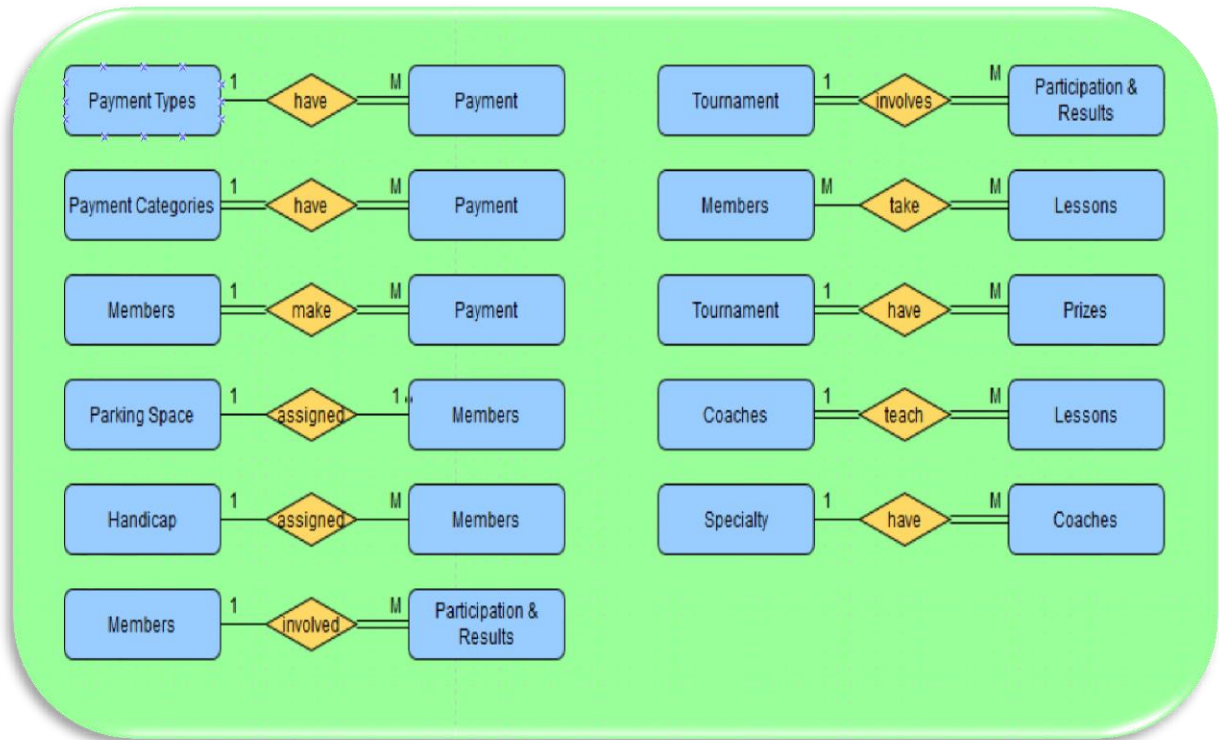 1 M
Payment Types have Payment
1 M
Payment Categories have Payment
1 M
Members make Payment
1 1
Parking Space assigned Members
1 M
Handicap assigned Members
1 M
Members involved Participation &
Results
1 M
Tournament involves Participation &
Results
M M
Members take Lessons
1 M
Tournament have Prizes
1 M
Coaches teach Lessons
1 M
Specialty have Coaches